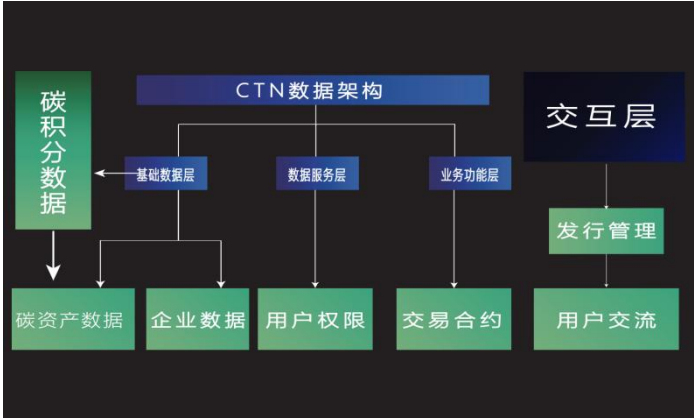 CTN数据架构
碳积分数据
交互层
基础数据层
数据服务层
业务功能层
发行管理
碳资产数据
企业数据
用户权限
交易合约
用户交流